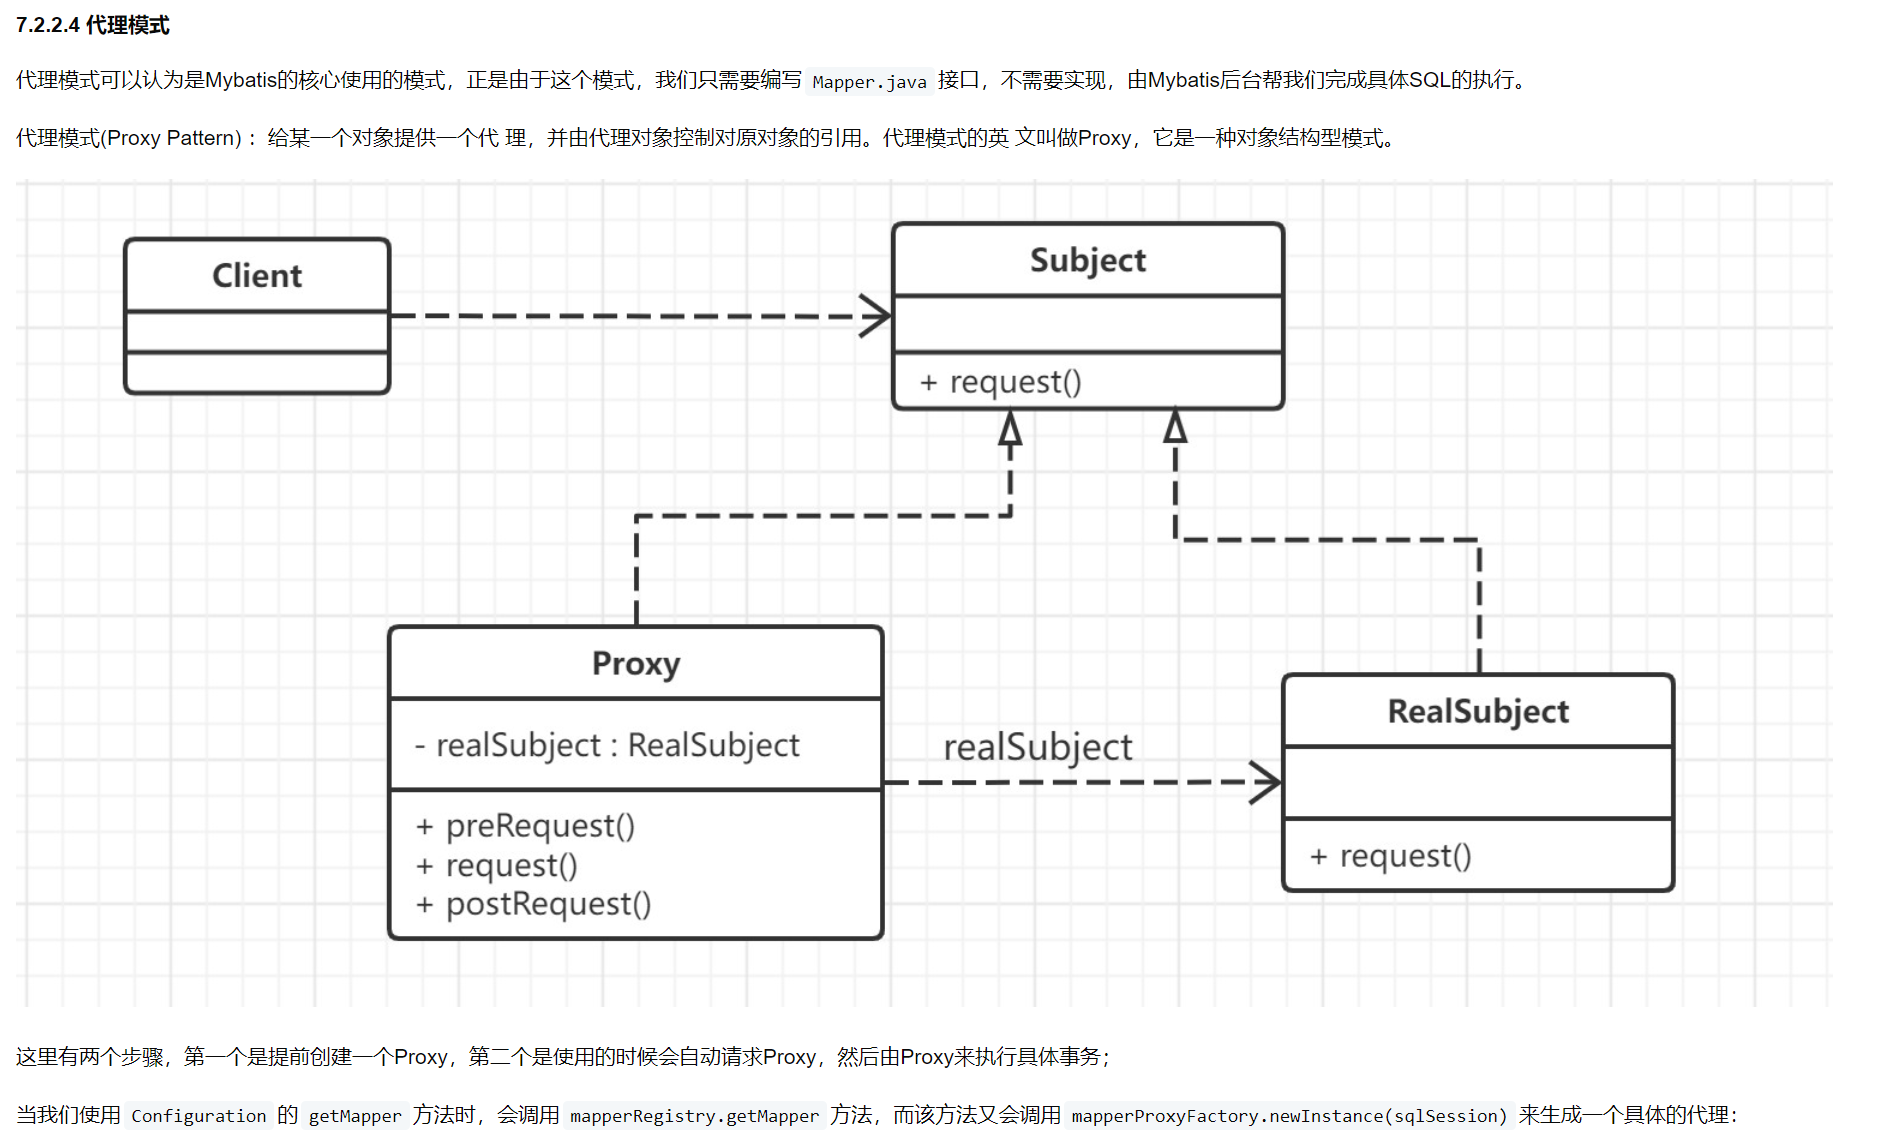 7.2.2.4 代理模式
代理模式可以认为是Mybatis的核心使用的模式，正是由于这个模式，我们只需要编写 Mapper.java 接口，不需要实现，由Mybatis后台帮我们完成具体SQL的执行。
代理模式(Proxy Pattern) ：给某一个对象提供一个代 理，并由代理对象控制对原对象的引用。代理模式的英 文叫做Proxy，它是一种对象结构型模式。
Client
Subject
+ request()
Proxy
- realSubject : RealSubject
+ preRequest()
+ request()
+ postRequest()
realSubject
RealSubject
+ request()
这里有两个步骤，第一个是提前创建一个Proxy，第二个是使用的时候会自动请求Proxy，然后由Proxy来执行具体事务；
当我们使用 Configuration 的 getMapper 方法时，会调用 mapperRegistry.getMapper 方法，而该方法又会调用 mapperProxyFactory.newInstance(sqlSession) 来生成一个具体的代理：